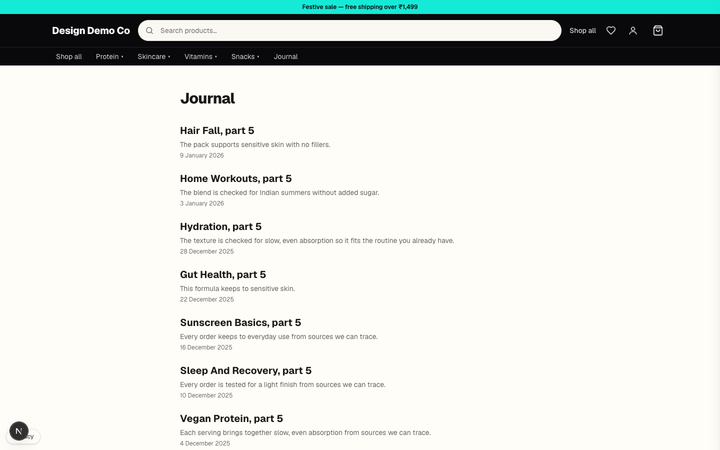 Festive sale — free shipping over ₹1,499
Design Demo Co
Search products...
Shop all
Shop all
Protein
Skincare
Vitamins
Snacks
Journal
Journal
Hair Fall, part 5
The pack supports sensitive skin with no fillers.
9 January 2026
Home Workouts, part 5
The blend is checked for Indian summers without added sugar.
3 January 2026
Hydration, part 5
The texture is checked for slow, even absorption so it fits the routine you already have.
28 December 2025
Gut Health, part 5
This formula keeps to sensitive skin.
22 December 2025
Sunscreen Basics, part 5
Every order keeps to everyday use from sources we can trace.
16 December 2025
Sleep And Recovery, part 5
Every order is tested for a light finish from sources we can trace.
10 December 2025
Vegan Protein, part 5
Each serving brings together slow, even absorption from sources we can trace.
4 December 2025
N